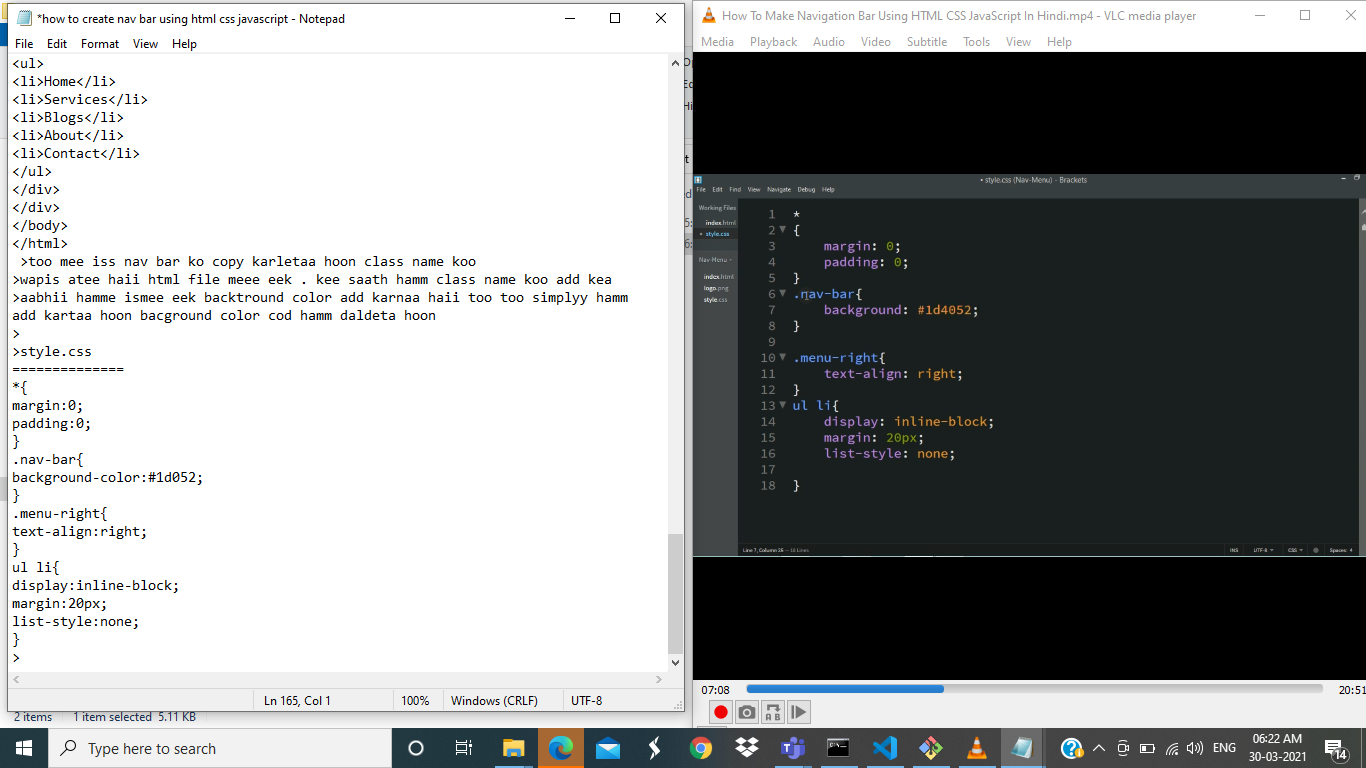 *how to create nav bar using html css javascript - Notepad
File Edit Format View Help
<ul>
<li>Home</li>
<li>Services</li>
<li>Blogs</li>
<li>About</li>
<li>Contact</li>
</ul>
</div>
</div>
</body>
</html>
>too mee iss nav bar ko copy karletaa hoon class name koo
>wapis atee haii html file meee eek . kee saath hamm class name koo add kea
>aabhii hamme ismee eek backtround color add karnaa haii too too simplyy hamm
add kartaa hoon bacground color cod hamm daldeta hoon
>
>style.css
==============
*{
margin:0;
padding:0;
}
.nav-bar{
background-color:#1d052;
}
.menu-right{
text-align:right;
}
ul li{
display:inline-block;
margin:20px;
list-style:none;
}
>
Ln 165, Col 1 100% Windows (CRLF) UTF-8
2 items 1 item selected 5.11 KB
How To Make Navigation Bar Using HTML CSS JavaScript In Hindi.mp4 - VLC media player
Media Playback Audio Video Subtitle Tools View Help
• style.css (Nav-Menu) - Brackets
File Edit Find View Navigate Debug Help
Working Files
index.html
• style.css
Nav-Menu
index.html
logo.png
style.css
1 *
2 {
3 margin: 0;
4 padding: 0;
5 }
6 .nav-bar{
7 background: #1d4052;
8 }
9
10 .menu-right{
11 text-align: right;
12 }
13 ul li{
14 display: inline-block;
15 margin: 20px;
16 list-style: none;
17
18 }
Line 7, Column 25 — 18 Lines
INS UTF-8 CSS Spaces: 4
07:08 20:51
A B
Type here to search
ENG
06:22 AM
30-03-2021
14